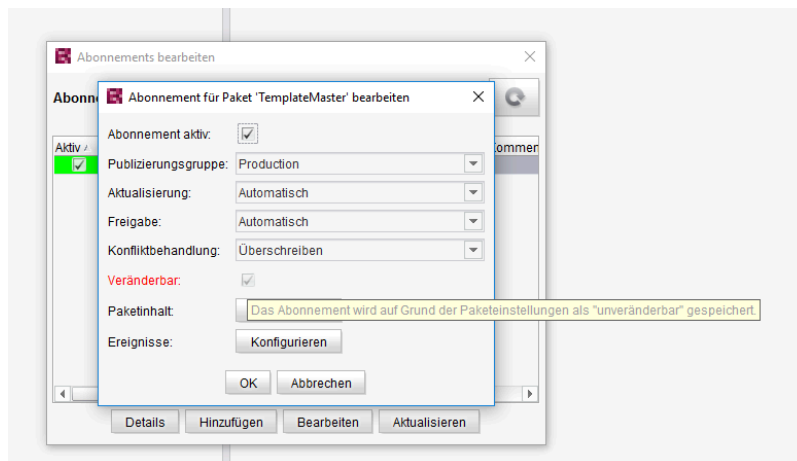 Abonnements bearbeiten
Abonn
Abonnement für Paket 'TemplateMaster' bearbeiten
Aktiv
Kommen
Abonnement aktiv:
Publizierungsgruppe: Production
Aktualisierung: Automatisch
Freigabe: Automatisch
Konfliktbehandlung: Überschreiben
Veränderbar:
Paketinhalt:
Das Abonnement wird auf Grund der Paketeinstellungen als "unveränderbar" gespeichert.
Ereignisse: Konfigurieren
OK Abbrechen
Details Hinzufügen Bearbeiten Aktualisieren